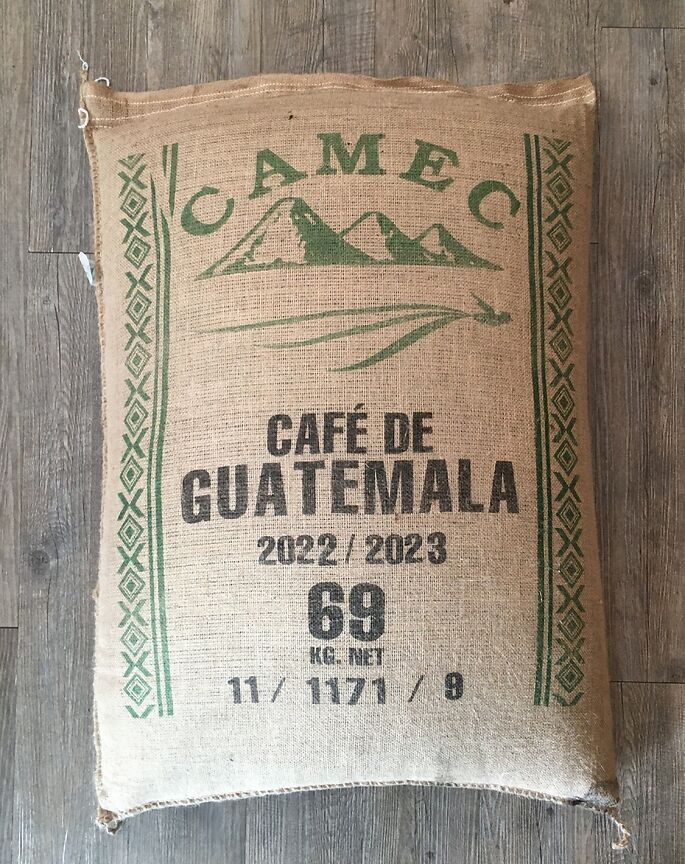 CAMEC
CAFÉ DE
GUATEMALA
2022/2023
69
KG. NET
11/ 1171 / 9